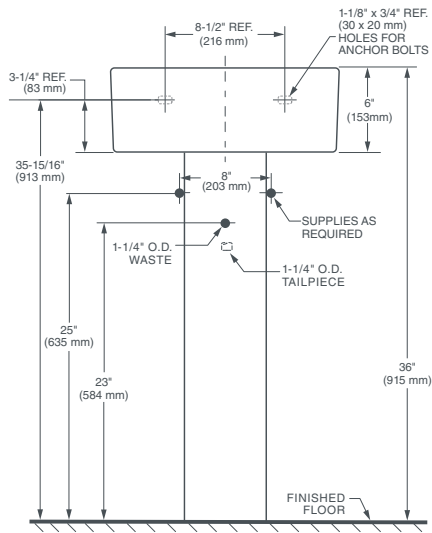 8-1/2" REF.
(216 mm)
1-1/8" x 3/4" REF.
(30 x 20 mm)
HOLES FOR
ANCHOR BOLTS
3-1/4" REF.
(83 mm)
6"
(153mm)
35-15/16"
(913 mm)
8"
(203 mm)
SUPPLIES AS
REQUIRED
1-1/4" O.D.
WASTE
1-1/4" O.D.
TAILPIECE
25"
(635 mm)
23"
(584 mm)
36"
(915 mm)
FINISHED
FLOOR